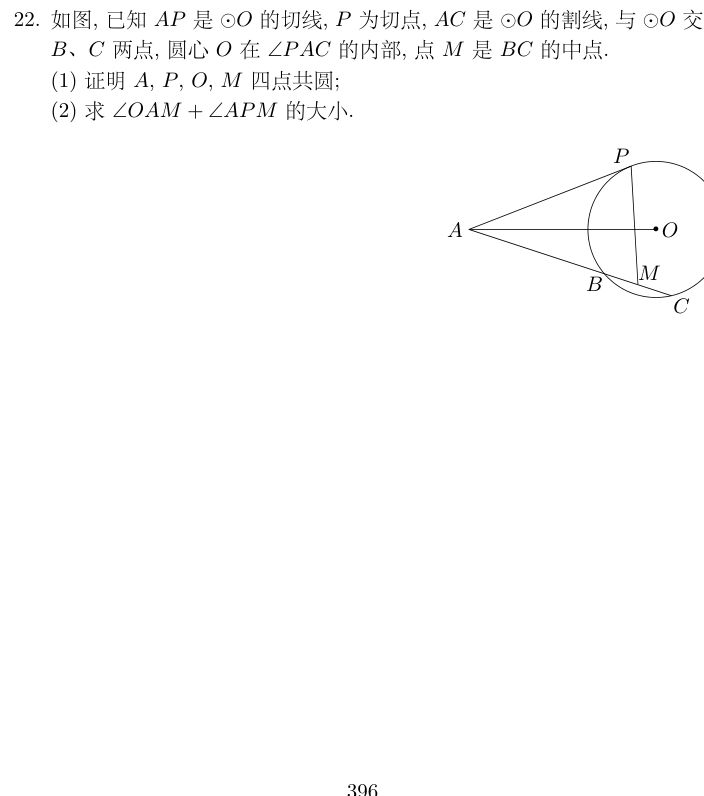 22. 如图, 已知 AP 是 ⊙O 的切线, P 为切点, AC 是 ⊙O 的割线, 与 ⊙O 交
B、C 两点, 圆心 O 在 ∠PAC 的内部, 点 M 是 BC 的中点.
(1) 证明 A, P, O, M 四点共圆;
(2) 求 ∠OAM + ∠APM 的大小.
P
A
O
M
B
C
396